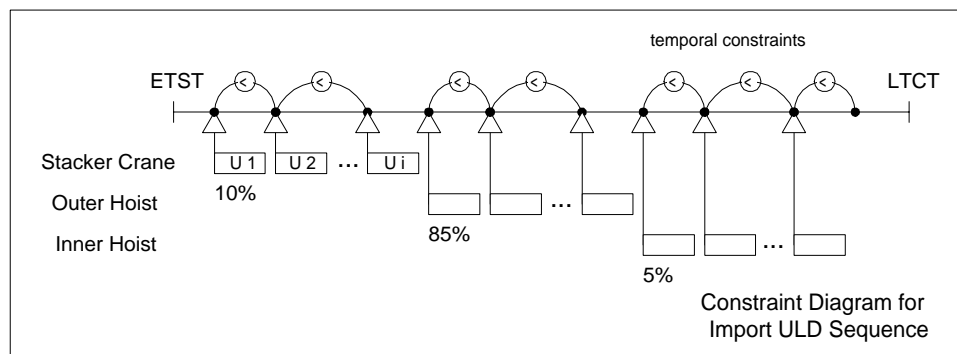 temporal constraints
ETST < < < < < < < LTCT
Stacker Crane U 1 U 2 ... U i
10%
Outer Hoist ...
85%
Inner Hoist ...
5%
Constraint Diagram for
Import ULD Sequence